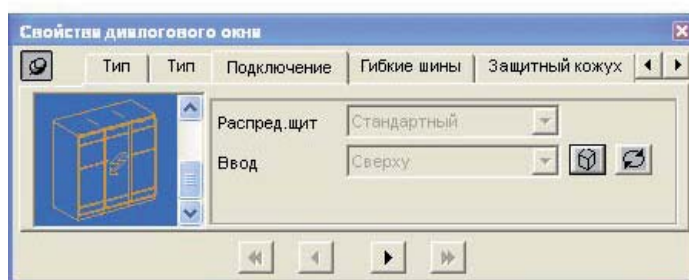 Свойства диалогового окна
Тип Тип Подключение Гибкие шины Защитный кожух
Распред.щит Стандартный
Ввод Сверху